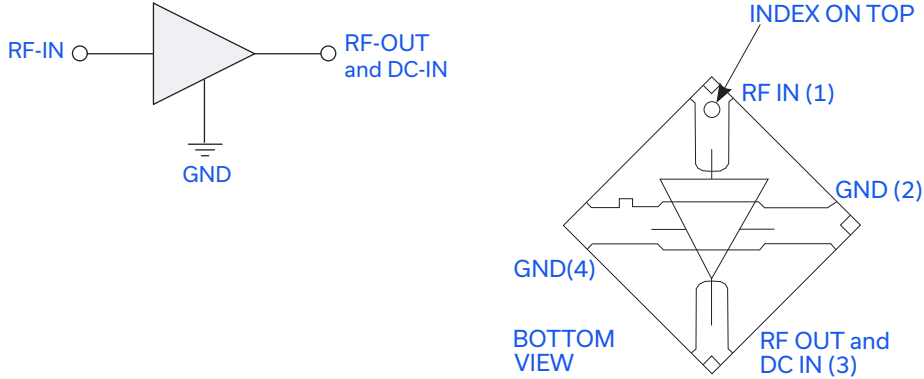 RF-IN
RF-OUT
and DC-IN
GND
INDEX ON TOP
RF IN (1)
GND (2)
GND(4)
BOTTOM
VIEW
RF OUT and
DC IN (3)